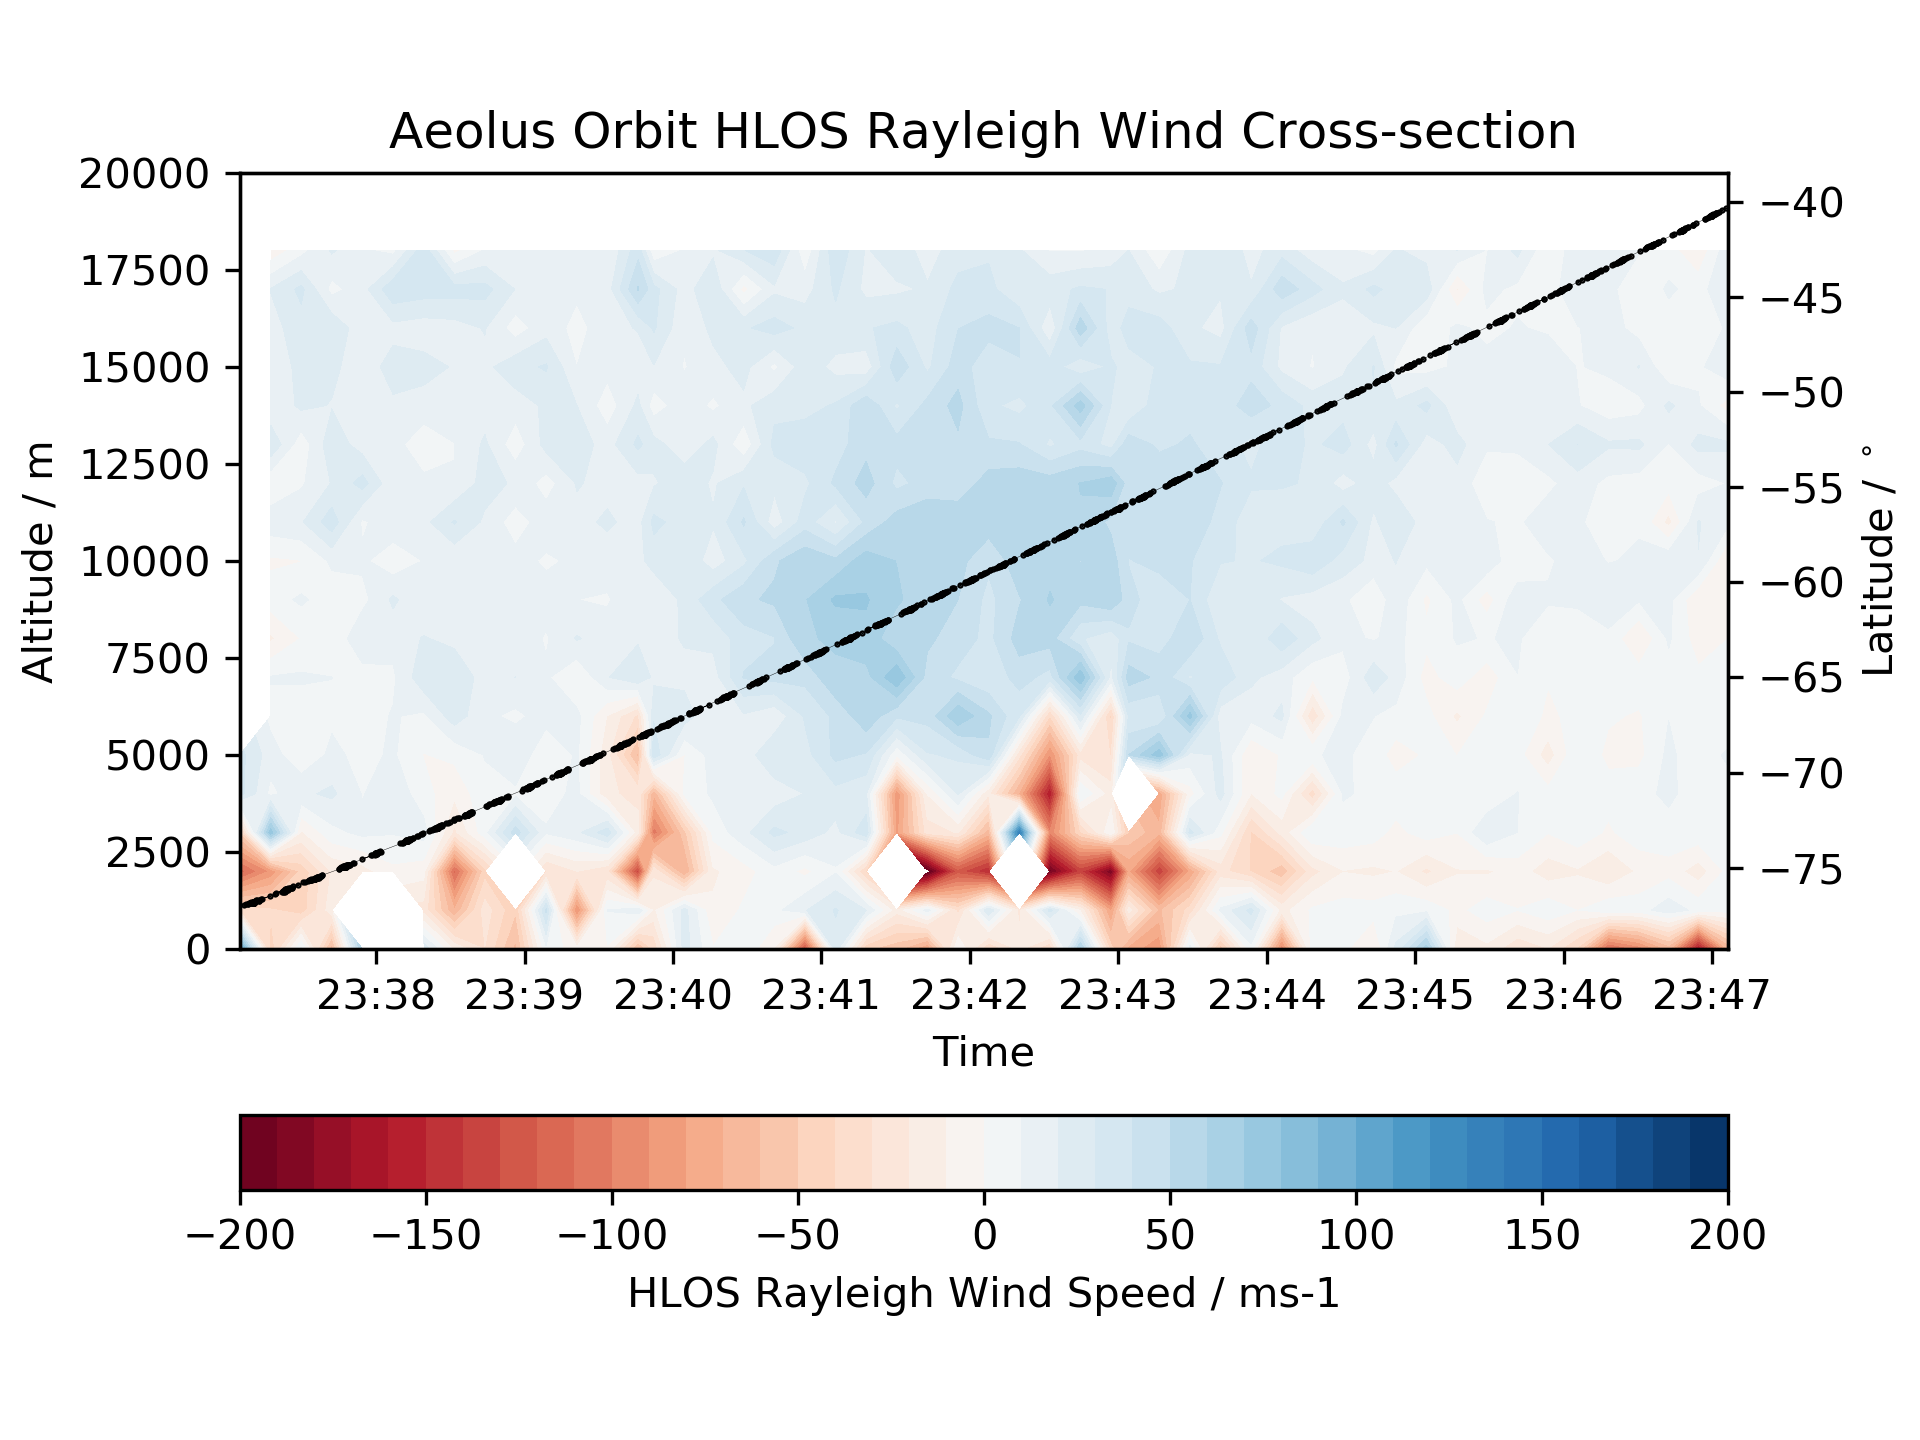 Aeolus Orbit HLOS Rayleigh Wind Cross-section
20000
17500
15000
12500
10000
7500
5000
2500
0
Altitude / m
−40
−45
−50
−55
−60
−65
−70
−75
Latitude / °
23:38 23:39 23:40 23:41 23:42 23:43 23:44 23:45 23:46 23:47
Time
−200 −150 −100 −50 0 50 100 150 200
HLOS Rayleigh Wind Speed / ms-1